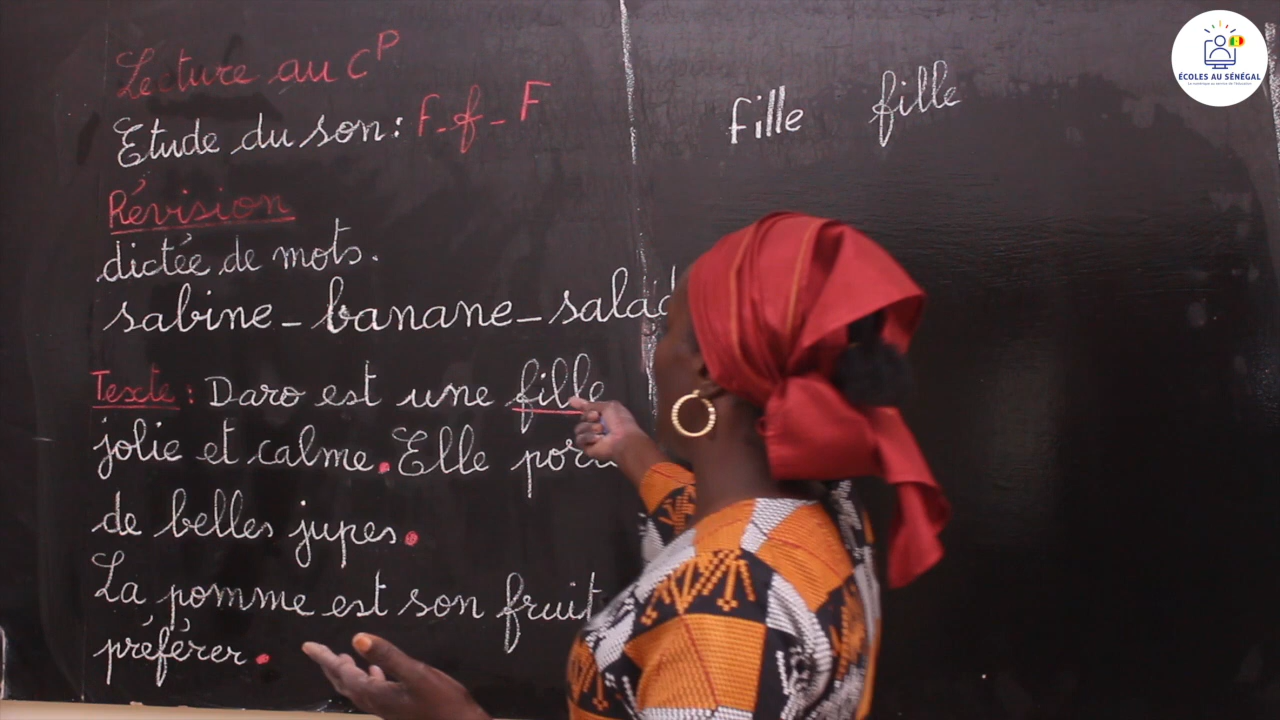 Lecture au CP
Etude du son : F - f - F
Révision
dictée de mots.
sabine - banane - salad
Texte : Daro est une fille
jolie et calme. Elle por
de belles jupes.
La pomme est son fruit
préférer.
fille fille
ÉCOLES AU SÉNÉGAL